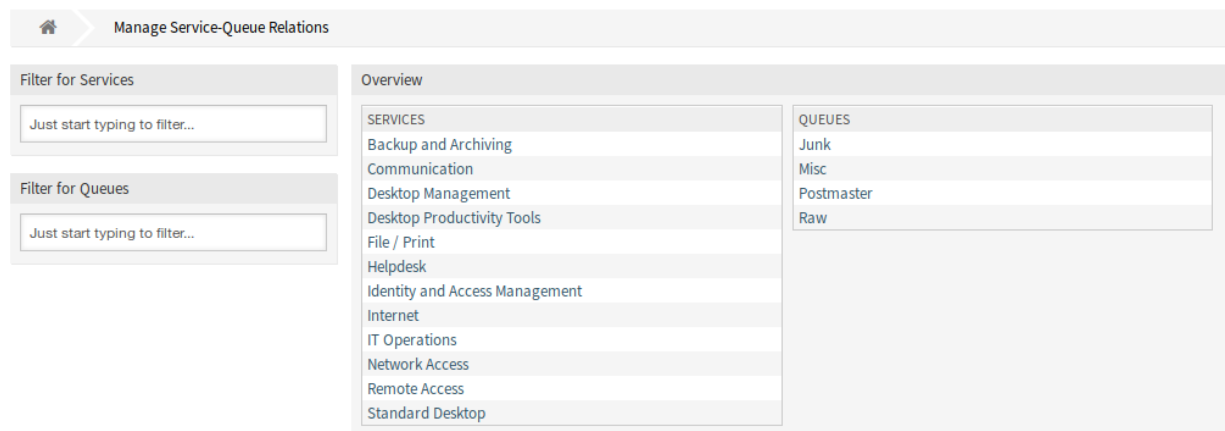 Manage Service-Queue Relations
Filter for Services
Just start typing to filter...
Filter for Queues
Just start typing to filter...
Overview
SERVICES
Backup and Archiving
Communication
Desktop Management
Desktop Productivity Tools
File / Print
Helpdesk
Identity and Access Management
Internet
IT Operations
Network Access
Remote Access
Standard Desktop
QUEUES
Junk
Misc
Postmaster
Raw